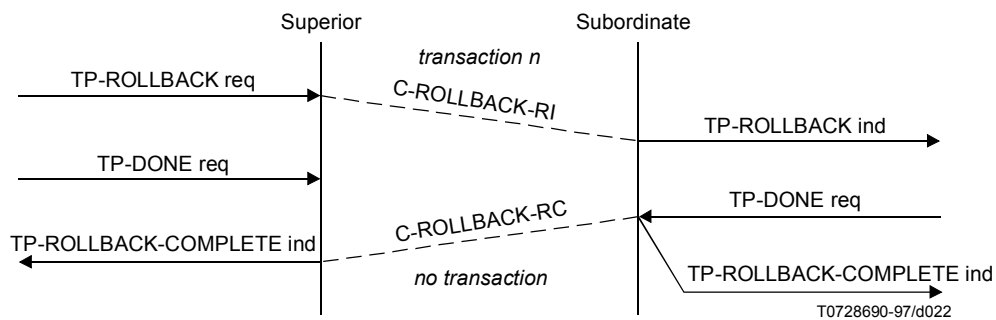 Superior
Subordinate
transaction n
TP-ROLLBACK req
C-ROLLBACK-RI
TP-ROLLBACK ind
TP-DONE req
TP-DONE req
C-ROLLBACK-RC
TP-ROLLBACK-COMPLETE ind
no transaction
TP-ROLLBACK-COMPLETE ind
T0728690-97/d022